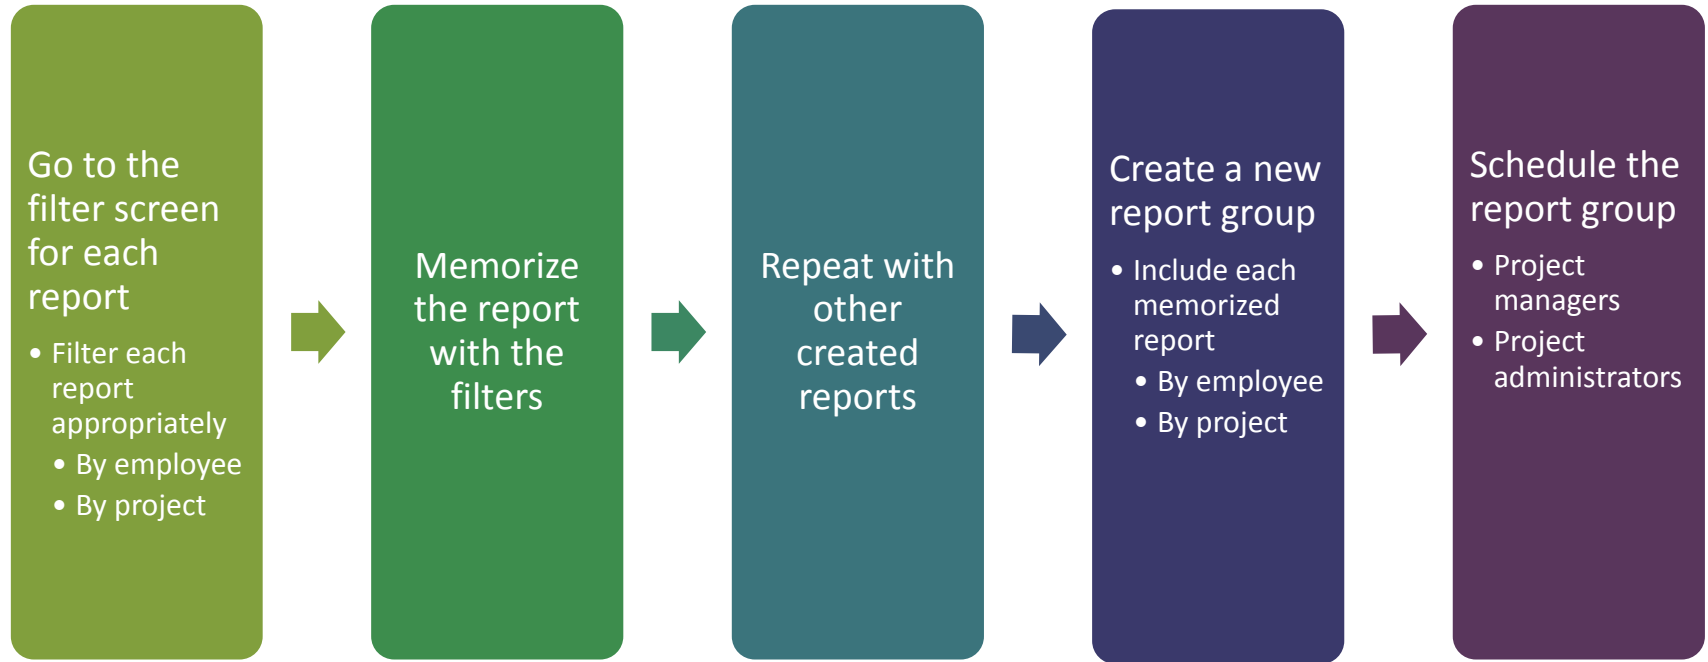 Go to the
filter screen
for each
report
• Filter each
report
appropriately
• By employee
• By project
Memorize
the report
with the
filters
Repeat with
other
created
reports
Create a new
report group
• Include each
memorized
report
• By employee
• By project
Schedule the
report group
• Project
managers
• Project
administrators